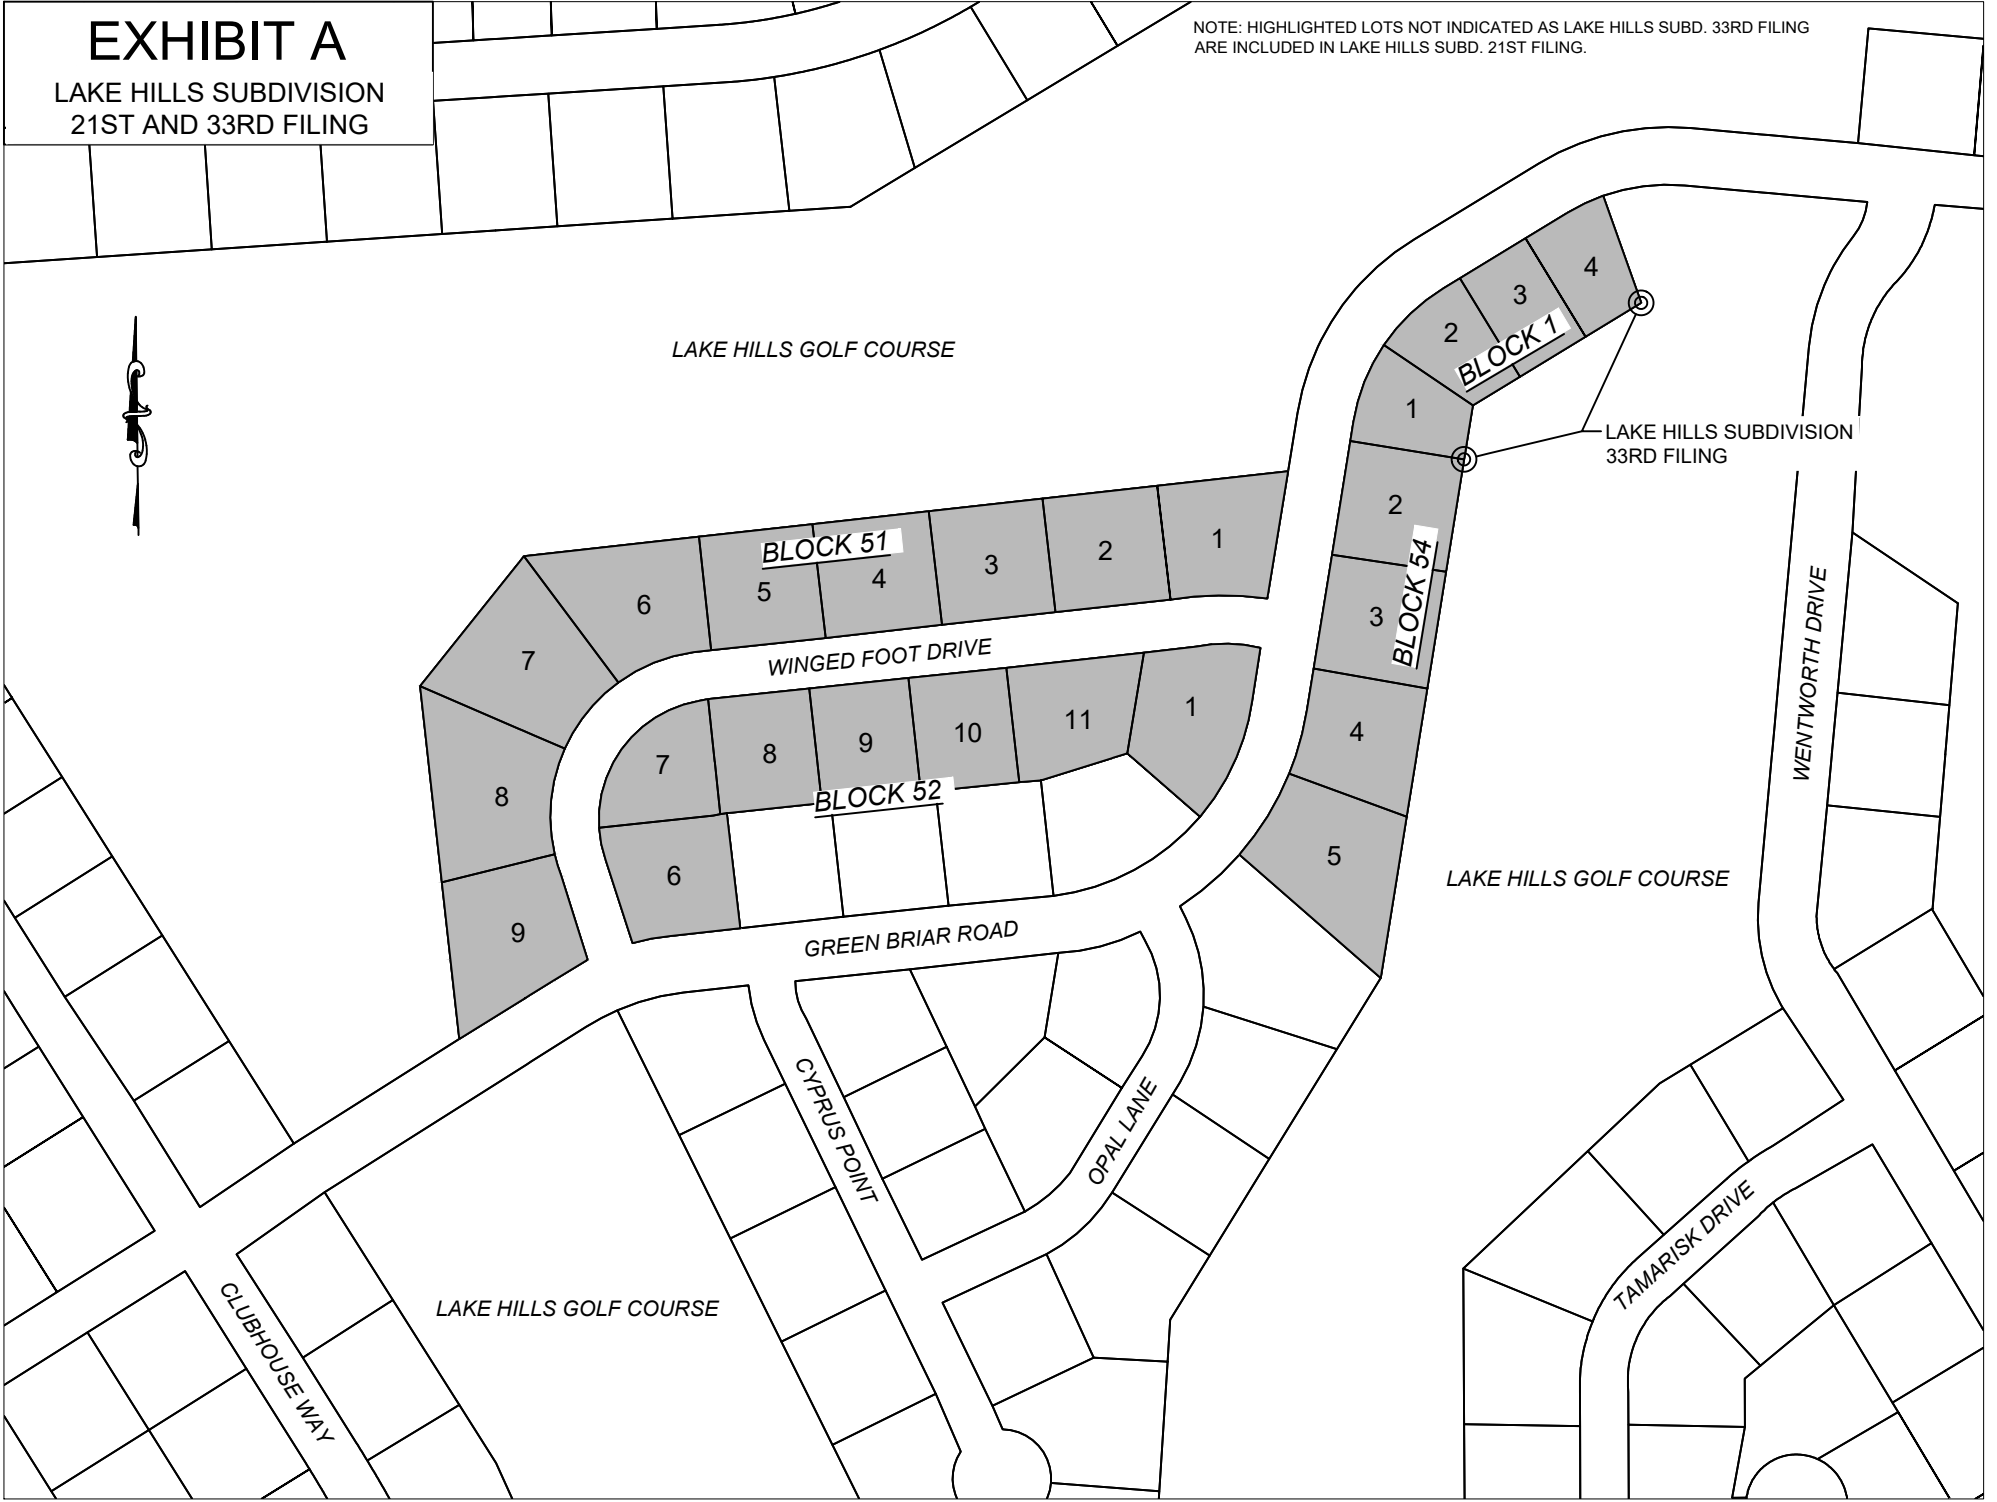 EXHIBIT A
LAKE HILLS SUBDIVISION
21ST AND 33RD FILING
NOTE: HIGHLIGHTED LOTS NOT INDICATED AS LAKE HILLS SUBD. 33RD FILING
ARE INCLUDED IN LAKE HILLS SUBD. 21ST FILING.
LAKE HILLS GOLF COURSE
4
3
2
BLOCK 1
1
LAKE HILLS SUBDIVISION
33RD FILING
2
3
BLOCK 54
4
5
BLOCK 51
1
2
3
4
5
6
7
8
9
WINGED FOOT DRIVE
1
11
10
9
8
7
6
BLOCK 52
GREEN BRIAR ROAD
WENTWORTH DRIVE
LAKE HILLS GOLF COURSE
CYPRUS POINT
OPAL LANE
TAMARISK DRIVE
CLUBHOUSE WAY
LAKE HILLS GOLF COURSE